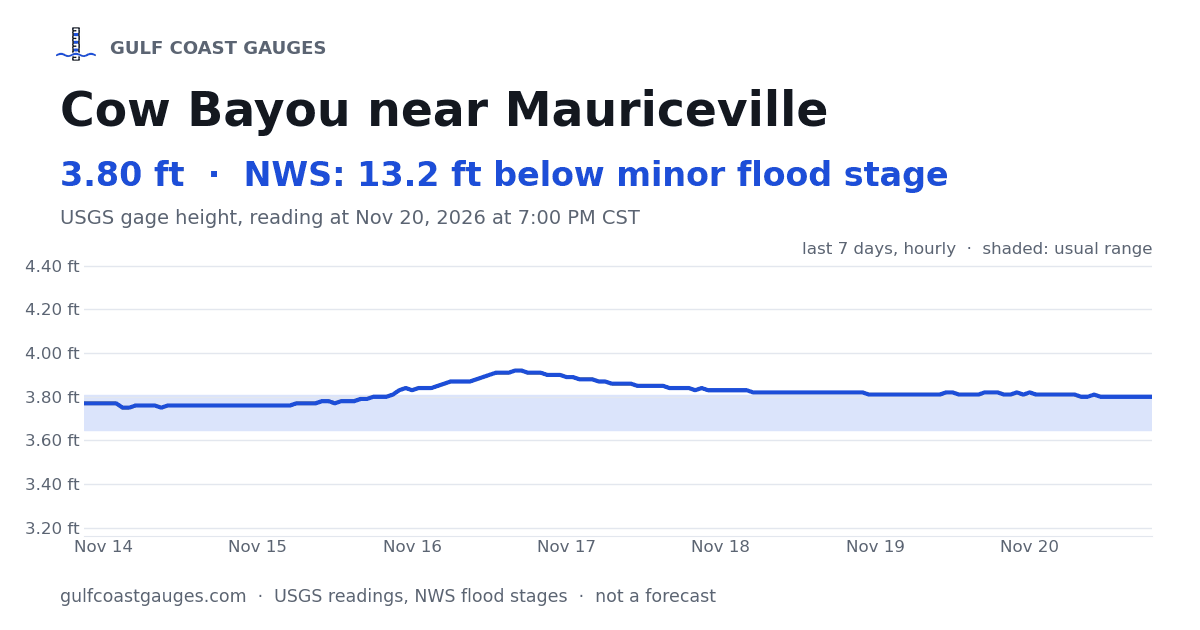 GULF COAST GAUGES
Cow Bayou near Mauriceville
3.80 ft · NWS: 13.2 ft below minor flood stage
USGS gage height, reading at Nov 20, 2026 at 7:00 PM CST
last 7 days, hourly · shaded: usual range
4.40 ft
4.20 ft
4.00 ft
3.80 ft
3.60 ft
3.40 ft
3.20 ft
Nov 14 Nov 15 Nov 16 Nov 17 Nov 18 Nov 19 Nov 20
gulfcoastgauges.com · USGS readings, NWS flood stages · not a forecast